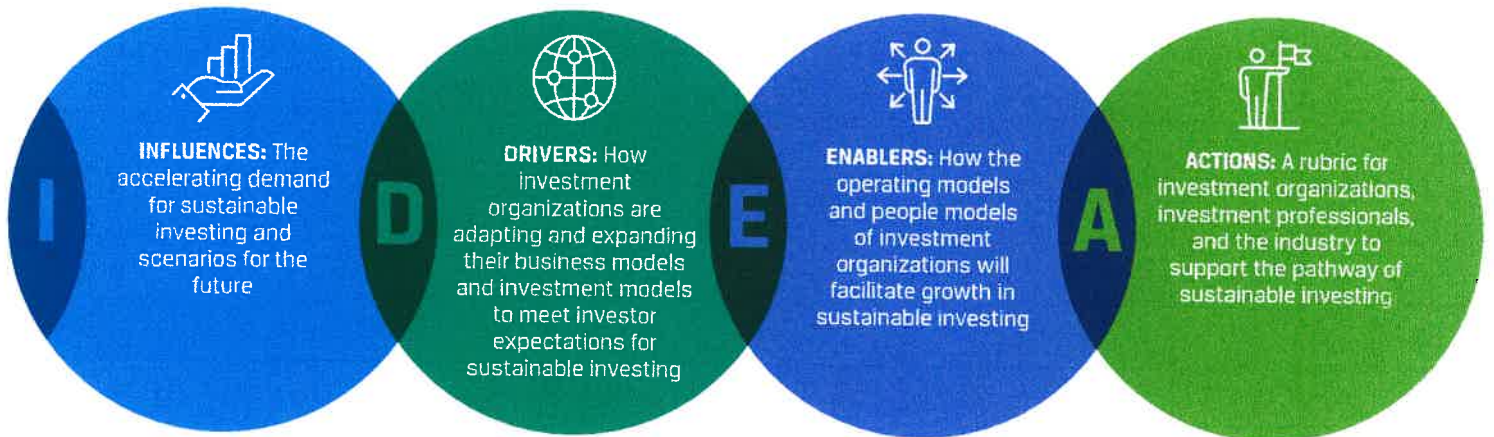 I
INFLUENCES: The
accelerating demand
for sustainable
investing and
scenarios for the
future
D
DRIVERS: How
investment
organizations are
adapting and expanding
their business models
and investment models
to meet investor
expectations for
sustainable investing
E
ENABLERS: How the
operating models
and people models
of investment
organizations will
facilitate growth in
sustainable investing
A
ACTIONS: A rubric for
investment organizations,
investment professionals,
and the industry to
support the pathway of
sustainable investing